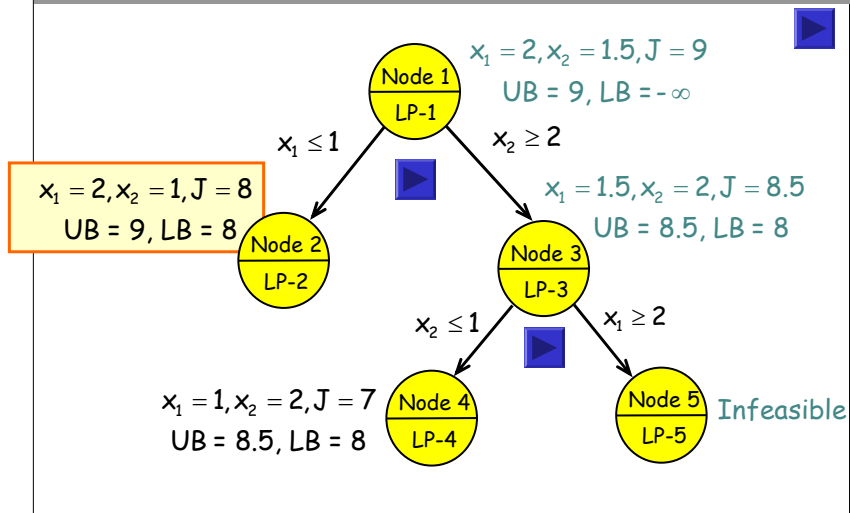 x₁ = 2, x₂ = 1.5, J = 9
UB = 9, LB = - ∞
Node 1
LP-1
x₁ ≤ 1
x₂ ≥ 2
x₁ = 2, x₂ = 1, J = 8
UB = 9, LB = 8
Node 2
LP-2
x₁ = 1.5, x₂ = 2, J = 8.5
UB = 8.5, LB = 8
Node 3
LP-3
x₂ ≤ 1
x₁ ≥ 2
x₁ = 1, x₂ = 2, J = 7
UB = 8.5, LB = 8
Node 4
LP-4
Node 5
LP-5
Infeasible